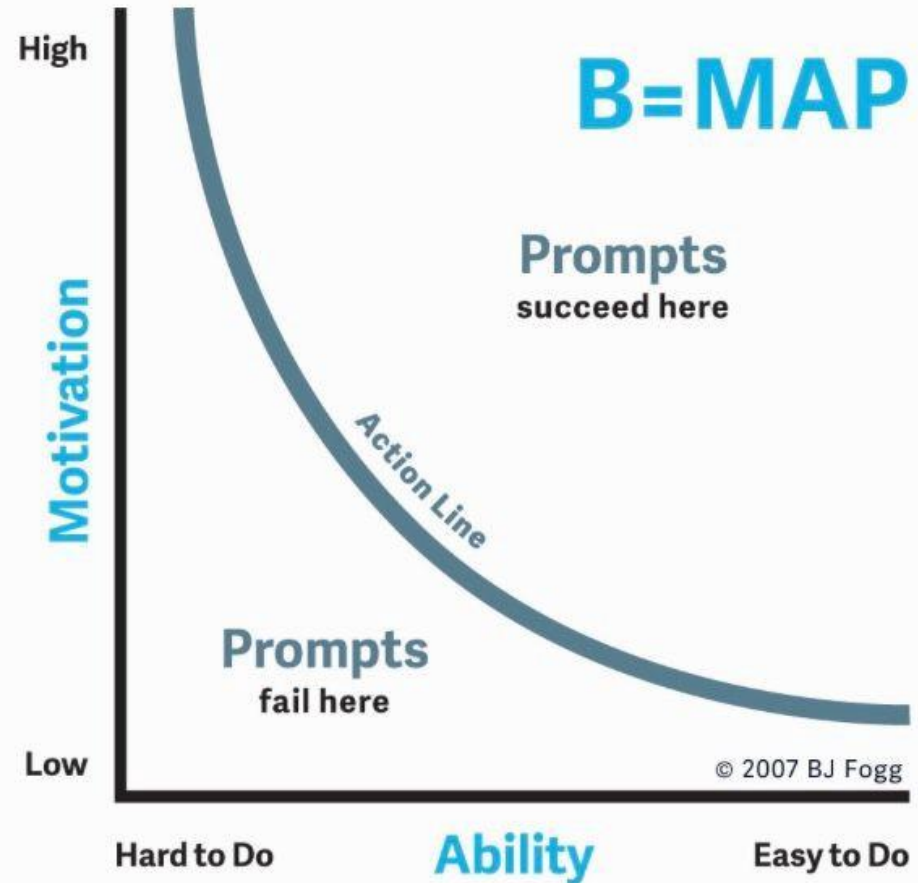 High
B=MAP
Prompts
succeed here
Motivation
Action Line
Prompts
fail here
Low
© 2007 BJ Fogg
Hard to Do
Ability
Easy to Do